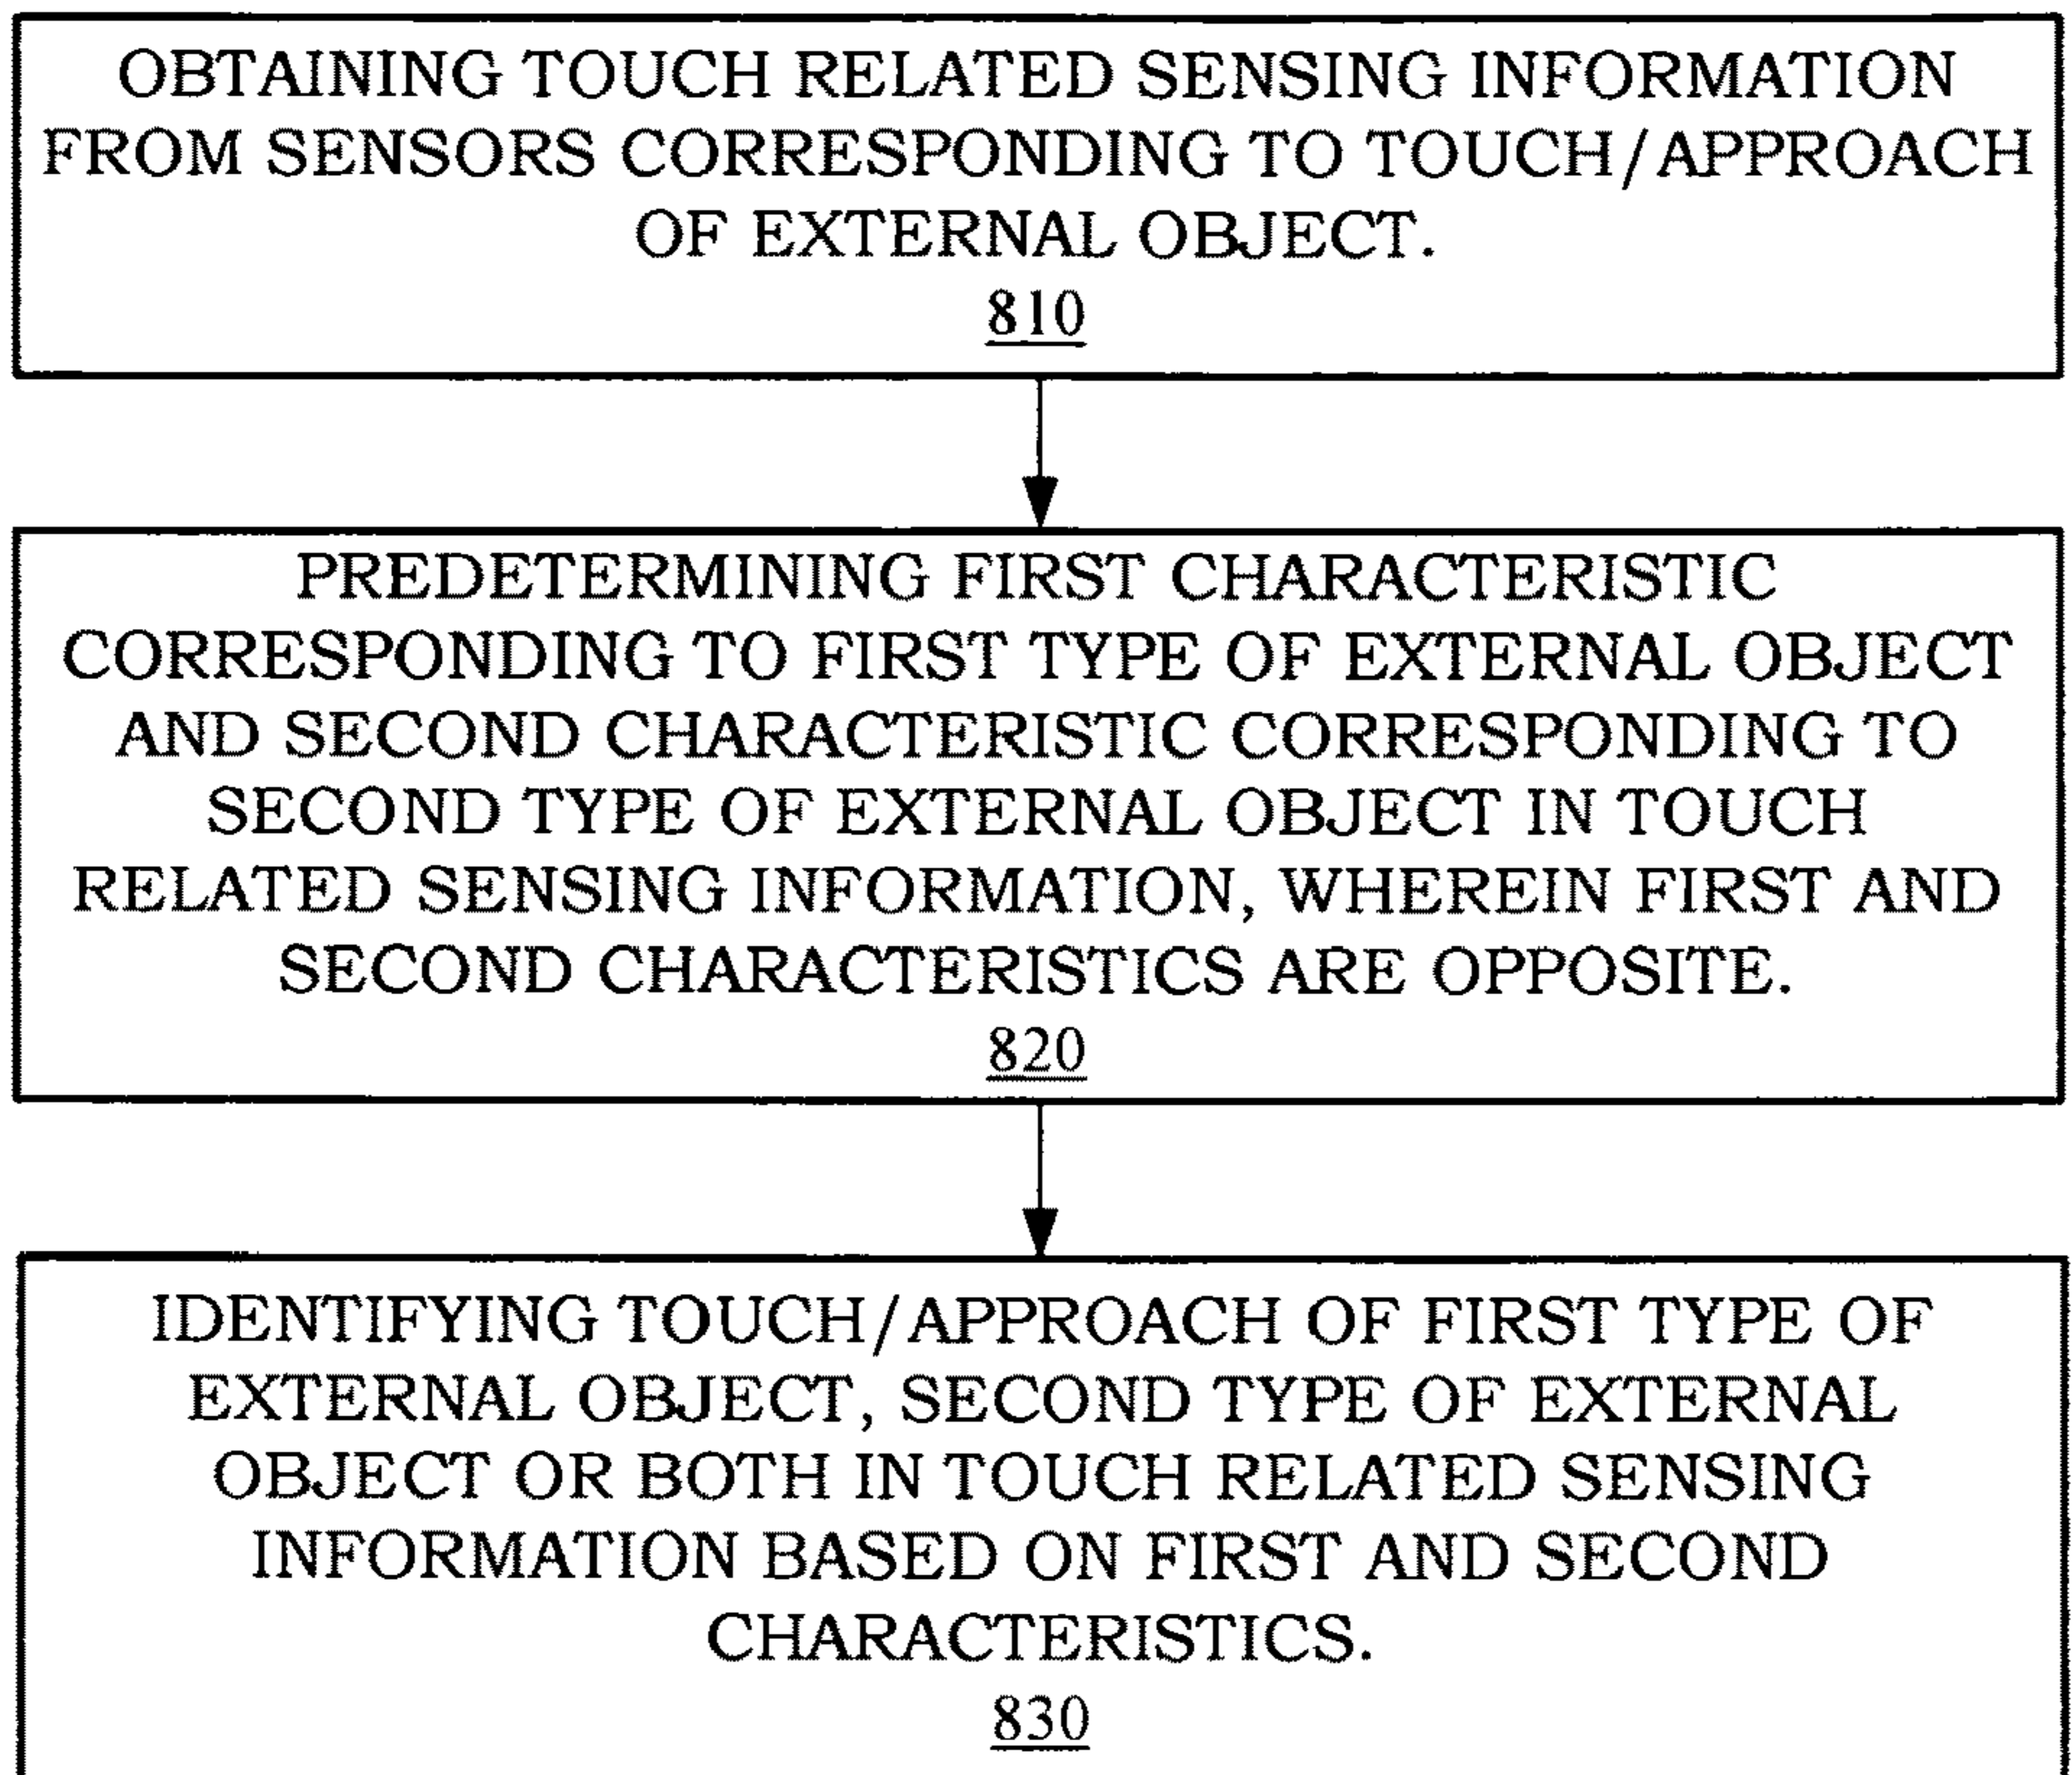 OBTAINING TOUCH RELATED SENSING INFORMATION
FROM SENSORS CORRESPONDING TO TOUCH/APPROACH
OF EXTERNAL OBJECT.
810
PREDETERMINING FIRST CHARACTERISTIC
CORRESPONDING TO FIRST TYPE OF EXTERNAL OBJECT
AND SECOND CHARACTERISTIC CORRESPONDING TO
SECOND TYPE OF EXTERNAL OBJECT IN TOUCH
RELATED SENSING INFORMATION, WHEREIN FIRST AND
SECOND CHARACTERISTICS ARE OPPOSITE.
820
IDENTIFYING TOUCH/APPROACH OF FIRST TYPE OF
EXTERNAL OBJECT, SECOND TYPE OF EXTERNAL
OBJECT OR BOTH IN TOUCH RELATED SENSING
INFORMATION BASED ON FIRST AND SECOND
CHARACTERISTICS.
830